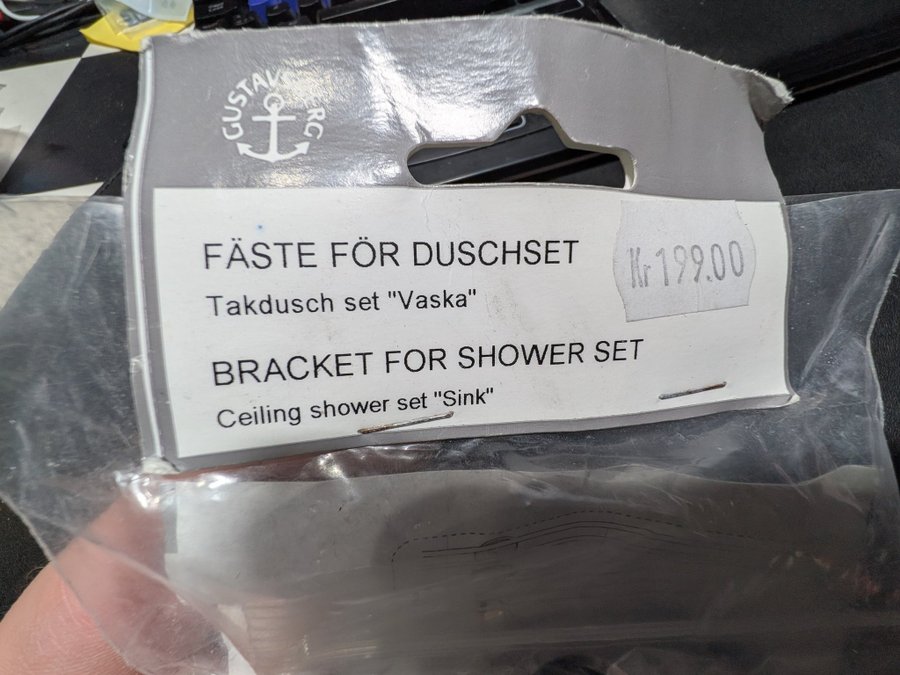 GUSTAVSBERG
FÄSTE FÖR DUSCHSET
Kr 199.00
Takdusch set "Vaska"
BRACKET FOR SHOWER SET
Ceiling shower set "Sink"